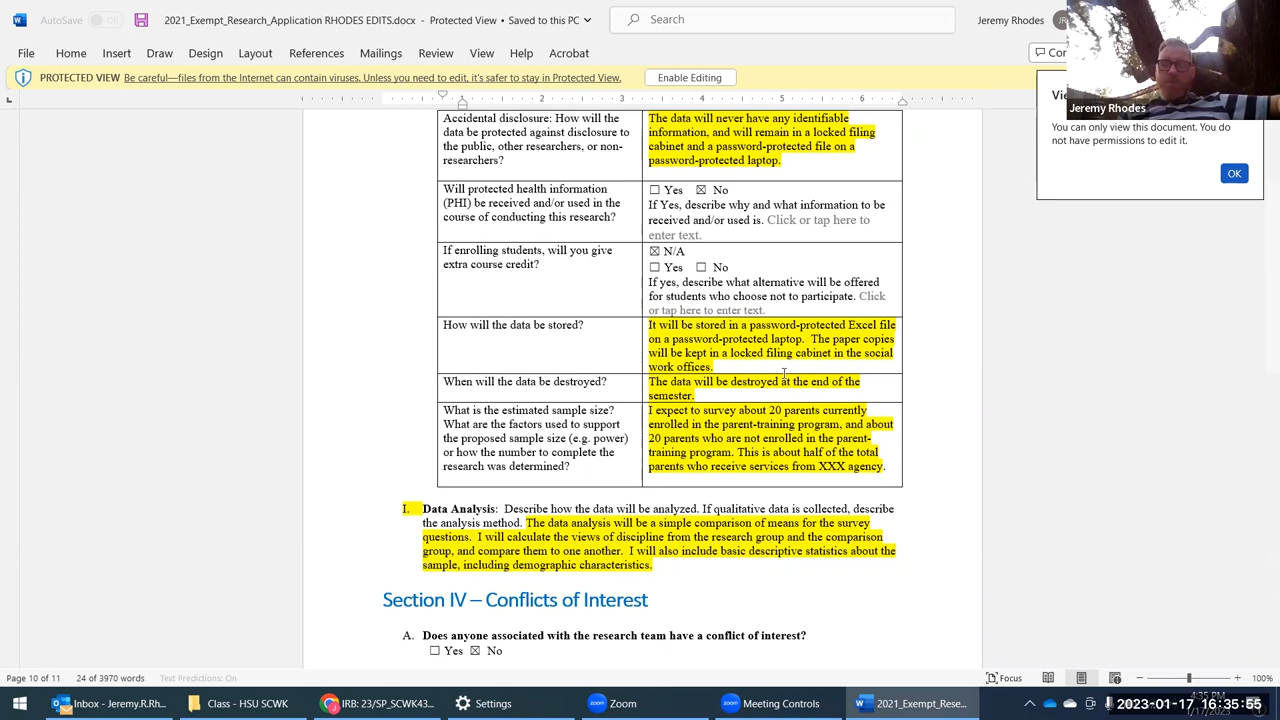 AutoSave Off 2021_Exempt_Research_Application RHODES EDITS.docx - Protected View • Saved to this PC Search Jeremy Rhodes
File Home Insert Draw Design Layout References Mailings Review View Help Acrobat
PROTECTED VIEW Be careful—files from the Internet can contain viruses. Unless you need to edit, it's safer to stay in Protected View. Enable Editing
Jeremy Rhodes
You can only view this document. You do
not have permissions to edit it.
OK
1 2 3 4 5 6
Accidental disclosure: How will the
data be protected against disclosure to
the public, other researchers, or non-
researchers?
The data will never have any identifiable
information, and will remain in a locked filing
cabinet and a password-protected file on a
password-protected laptop.
Will protected health information
(PHI) be received and/or used in the
course of conducting this research?
☐ Yes ☒ No
If Yes, describe why and what information to be
received and/or used is. Click or tap here to
enter text.
If enrolling students, will you give
extra course credit?
☒ N/A
☐ Yes ☐ No
If yes, describe what alternative will be offered
for students who choose not to participate. Click
or tap here to enter text.
How will the data be stored?
It will be stored in a password-protected Excel file
on a password-protected laptop. The paper copies
will be kept in a locked filing cabinet in the social
work offices.
When will the data be destroyed?
The data will be destroyed at the end of the
semester.
What is the estimated sample size?
What are the factors used to support
the proposed sample size (e.g. power)
or how the number to complete the
research was determined?
I expect to survey about 20 parents currently
enrolled in the parent-training program, and about
20 parents who are not enrolled in the parent-
training program. This is about half of the total
parents who receive services from XXX agency.
I. Data Analysis: Describe how the data will be analyzed. If qualitative data is collected, describe
the analysis method. The data analysis will be a simple comparison of means for the survey
questions. I will calculate the views of discipline from the research group and the comparison
group, and compare them to one another. I will also include basic descriptive statistics about the
sample, including demographic characteristics.
Section IV – Conflicts of Interest
A. Does anyone associated with the research team have a conflict of interest?
☐ Yes ☒ No
Page 10 of 11 24 of 3970 words Text Predictions: On Focus 100%
Inbox - Jeremy.R.Rh... Class - HSU SCWK IRB: 23/SP_SCWK43... Settings Zoom Meeting Controls 2021_Exempt_Rese...
2023-01-17 16:35:55